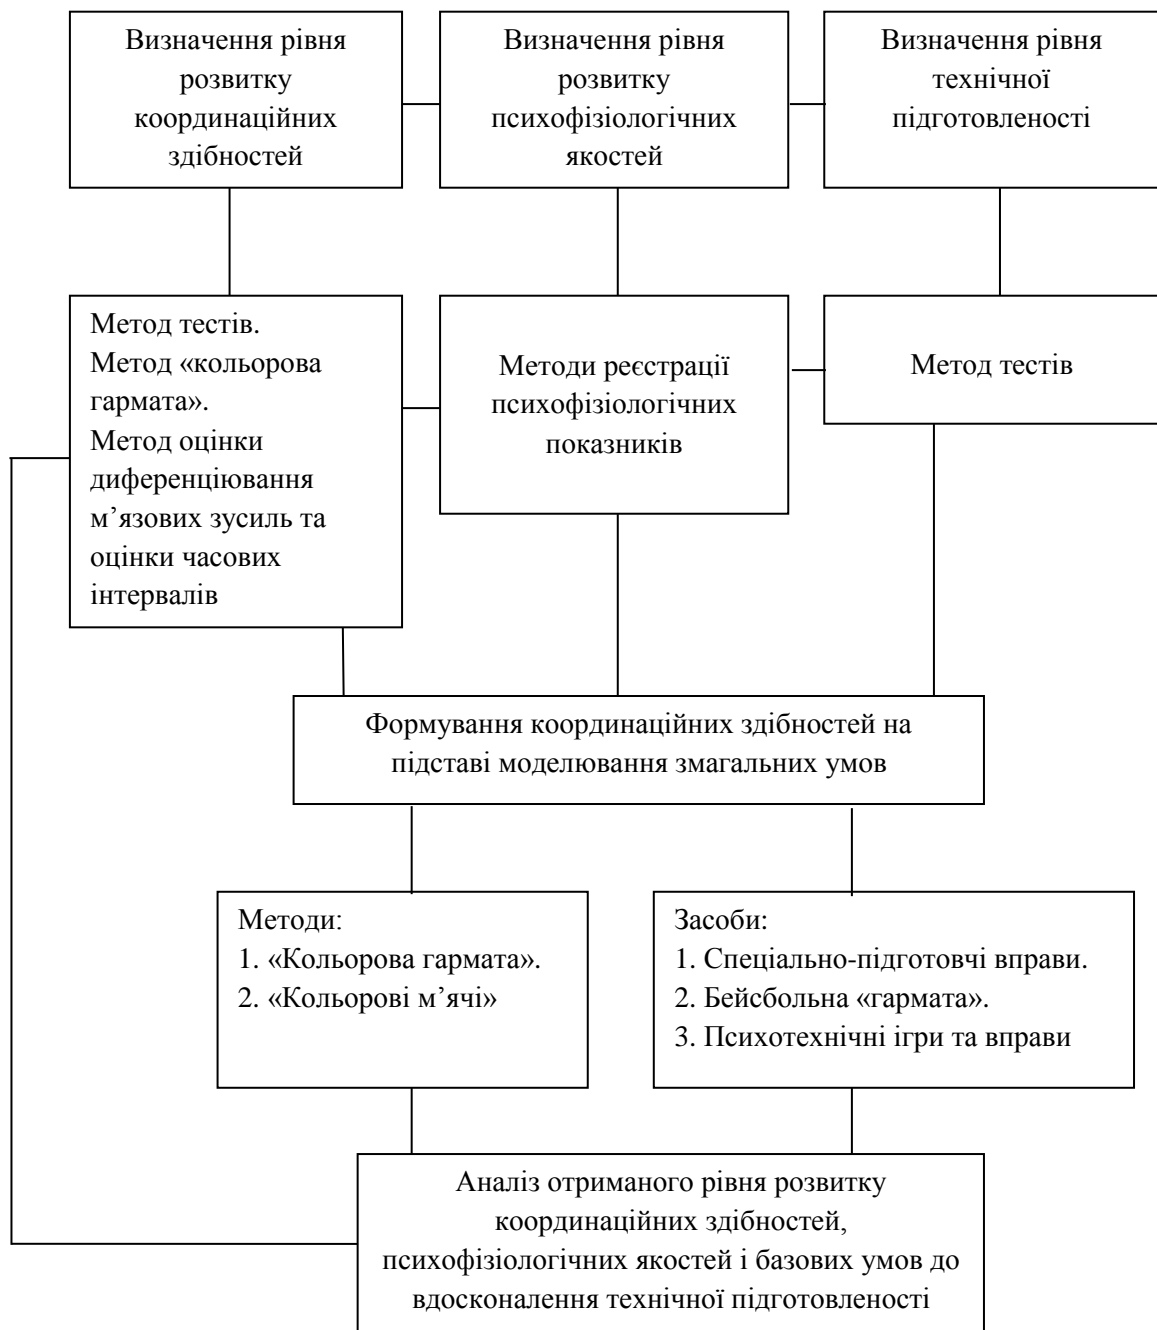 Визначення рівня
розвитку
координаційних
здібностей
Визначення рівня
розвитку
психофізіологічних
якостей
Визначення рівня
технічної
підготовленості
Метод тестів.
Метод «кольорова
гармата».
Метод оцінки
диференціювання
м’язових зусиль та
оцінки часових
інтервалів
Методи реєстрації
психофізіологічних
показників
Метод тестів
Формування координаційних здібностей на
підставі моделювання змагальних умов
Методи:
1. «Кольорова гармата».
2. «Кольорові м’ячі»
Засоби:
1. Спеціально-підготовчі вправи.
2. Бейсбольна «гармата».
3. Психотехнічні ігри та вправи
Аналіз отриманого рівня розвитку
координаційних здібностей,
психофізіологічних якостей і базових умов до
вдосконалення технічної підготовленості